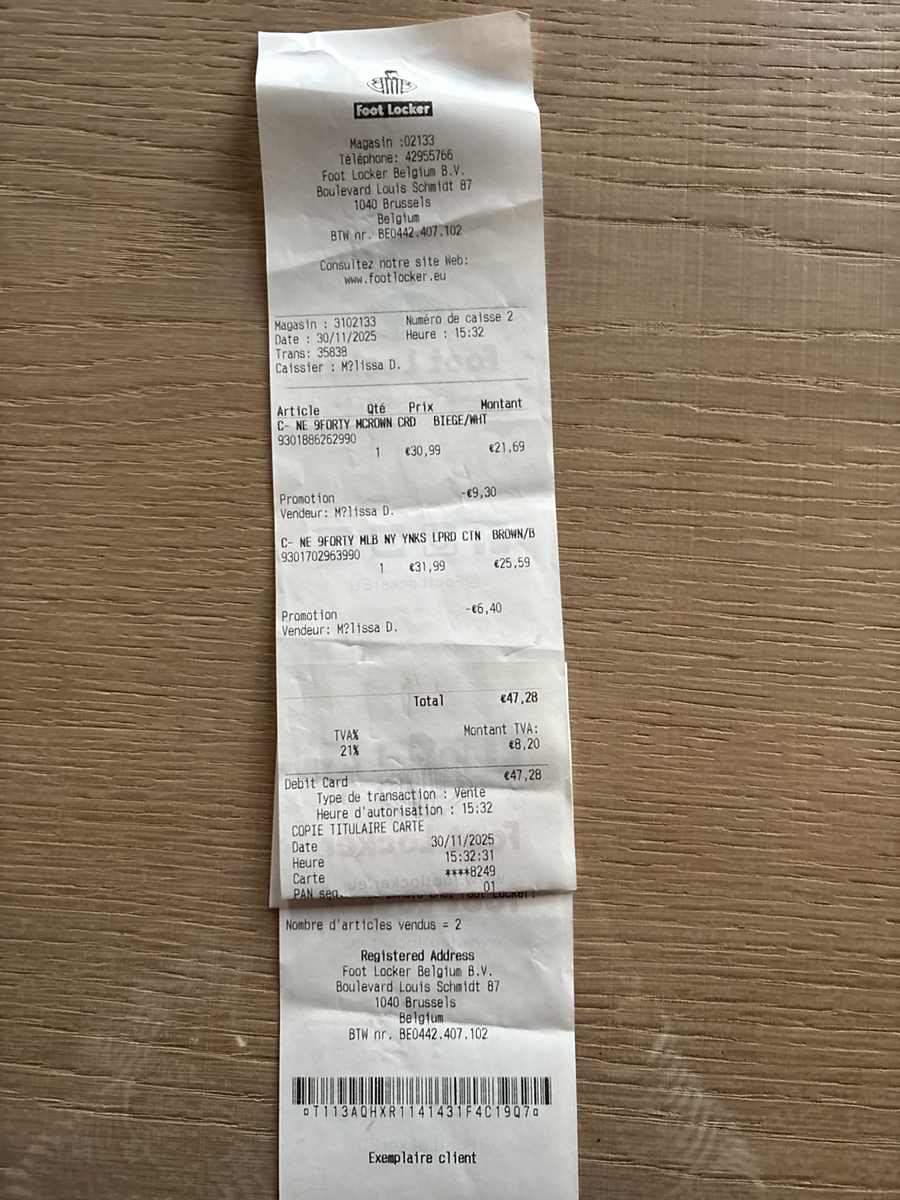 Foot Locker
Magasin :02133
Téléphone: 42955766
Foot Locker Belgium B.V.
Boulevard Louis Schmidt 87
1040 Brussels
Belgium
BTW nr. BE0442.407.102
Consultez notre site Web:
www.footlocker.eu
Magasin : 3102133 Numéro de caisse 2
Date : 30/11/2025 Heure : 15:32
Trans: 35838
Caissier : M?lissa D.
Article Qté Prix Montant
C- NE 9FORTY MCROWN CRD BIEGE/WHT
9301886262990
1 €30,99 €21,69
Promotion -€9,30
Vendeur: M?lissa D.
C- NE 9FORTY MLB NY YNKS LPRD CTN BROWN/B
9301702963990
1 €31,99 €25,59
Promotion -€6,40
Vendeur: M?lissa D.
Total €47,28
TVA% Montant TVA:
21% €8,20
Debit Card €47,28
Type de transaction : Vente
Heure d'autorisation : 15:32
COPIE TITULAIRE CARTE
Date 30/11/2025
Heure 15:32:31
Carte ****8249
PAN seq. 01
Nombre d'articles vendus = 2
Registered Address
Foot Locker Belgium B.V.
Boulevard Louis Schmidt 87
1040 Brussels
Belgium
BTW nr. BE0442.407.102
¤T113AQHXR1141431F4C19Q7¤
Exemplaire client